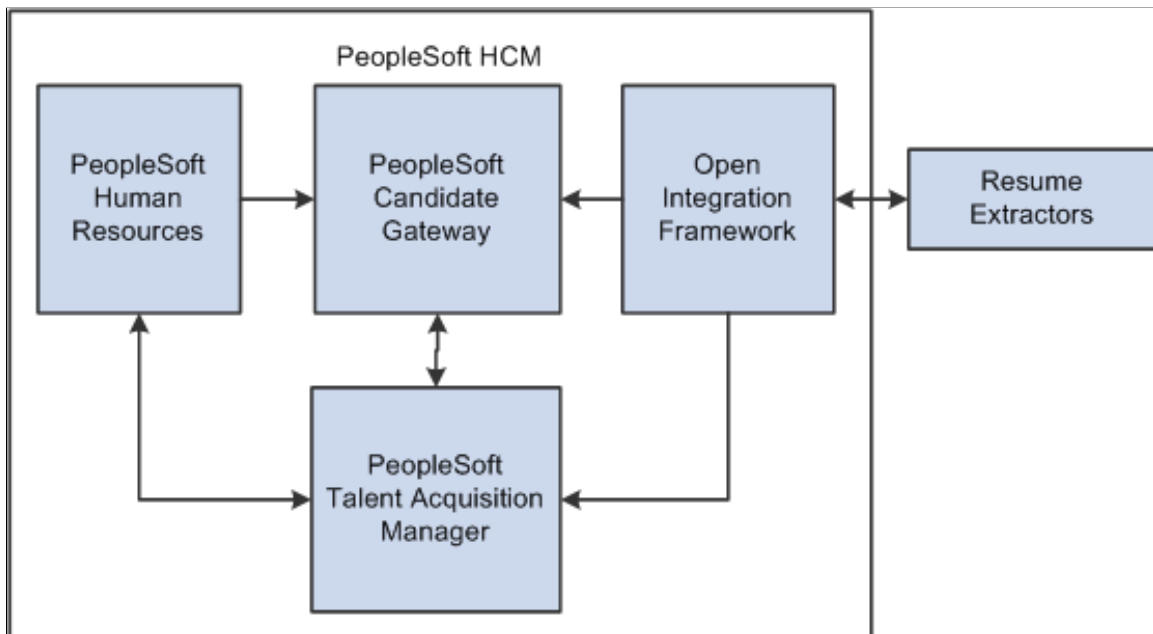 PeopleSoft HCM
PeopleSoft
Human
Resources
PeopleSoft
Candidate
Gateway
Open
Integration
Framework
Resume
Extractors
PeopleSoft
Talent Acquisition
Manager